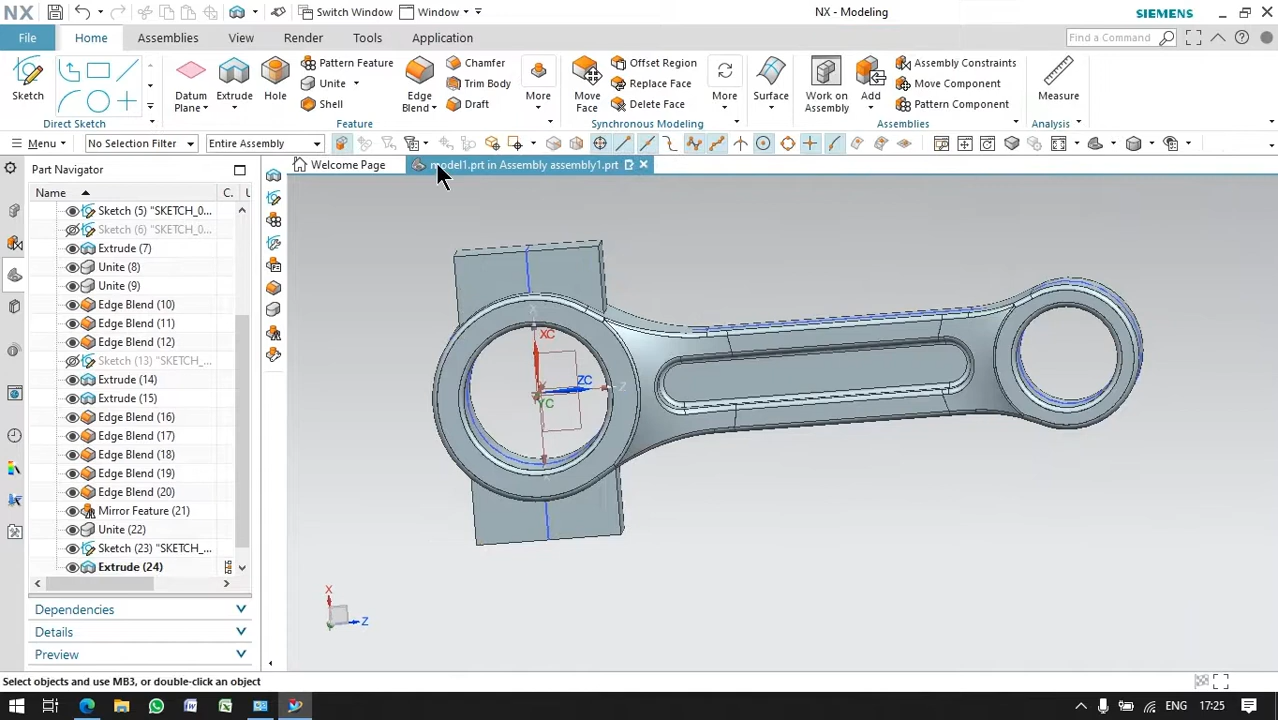 NX Switch Window Window NX - Modeling SIEMENS
File Home Assemblies View Render Tools Application Find a Command
Sketch
Direct Sketch
Datum Plane
Extrude
Hole
Pattern Feature
Unite
Shell
Edge Blend
Chamfer
Trim Body
Draft
More
Feature
Move Face
Offset Region
Replace Face
Delete Face
More
Synchronous Modeling
Surface
Work on Assembly
Add
Assembly Constraints
Move Component
Pattern Component
Assemblies
Measure
Analysis
Menu No Selection Filter Entire Assembly
Part Navigator
Welcome Page model1.prt in Assembly assembly1.prt
Name C. U
Sketch (5) "SKETCH_0...
Sketch (6) "SKETCH_0...
Extrude (7)
Unite (8)
Unite (9)
Edge Blend (10)
Edge Blend (11)
Edge Blend (12)
Sketch (13) "SKETCH_...
Extrude (14)
Extrude (15)
Edge Blend (16)
Edge Blend (17)
Edge Blend (18)
Edge Blend (19)
Edge Blend (20)
Mirror Feature (21)
Unite (22)
Sketch (23) "SKETCH_...
Extrude (24)
XC
ZC
Z
YC
X
Z
Y
Dependencies
Details
Preview
Select objects and use MB3, or double-click an object
ENG 17:25